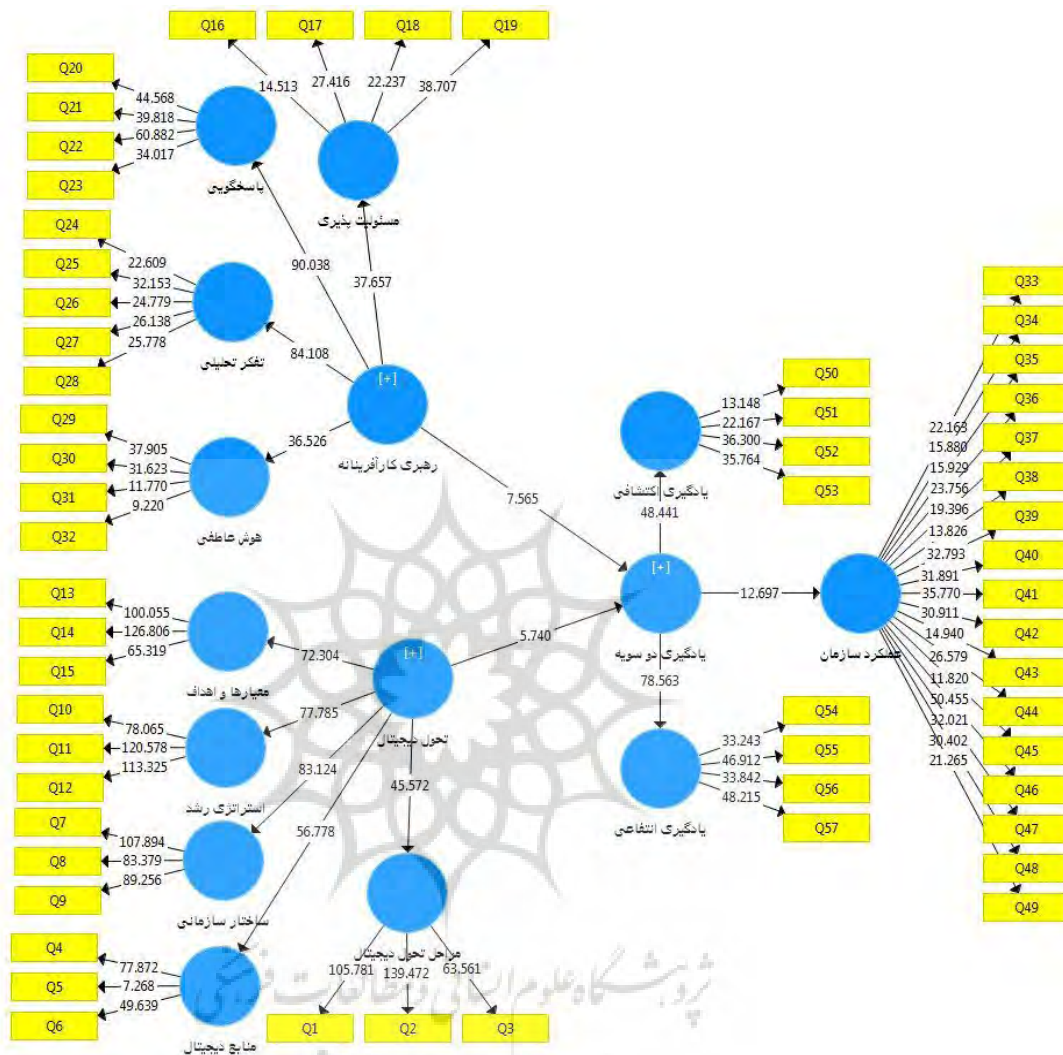 Q16
Q17
Q18
Q19
14.513
27.416
22.237
38.707
مسئولیت پذیری
Q20
Q21
Q22
Q23
44.568
39.818
60.882
34.017
پاسخگویی
90.038
37.657
Q24
Q25
Q26
Q27
Q28
22.609
32.153
24.779
26.138
25.778
تفکر تحلیلی
84.108
[+]
رهبری کارآفرینانه
36.526
Q29
Q30
Q31
Q32
37.905
31.623
11.770
9.220
هوش عاطفی
7.565
Q13
Q14
Q15
100.055
126.806
65.319
معیارها و اهداف
72.304
[+]
تحول دیجیتال
5.740
Q10
Q11
Q12
78.065
120.578
113.325
استراتژی رشد
77.785
Q7
Q8
Q9
107.894
83.379
89.256
ساختار سازمانی
83.124
Q4
Q5
Q6
77.872
7.268
49.639
منابع دیجیتال
56.778
45.572
مراحل تحول دیجیتال
105.781
139.472
63.561
Q1
Q2
Q3
Q50
Q51
Q52
Q53
13.148
22.167
36.300
35.764
یادگیری اکتشافی
48.441
[+]
یادگیری دو سویه
12.697
78.563
Q54
Q55
Q56
Q57
33.243
46.912
33.842
48.215
یادگیری انتفاعی
عملکرد سازمان
22.163
15.880
15.929
23.756
19.396
13.826
32.793
31.891
35.770
30.911
14.940
26.579
11.820
50.455
32.021
30.402
21.265
Q33
Q34
Q35
Q36
Q37
Q38
Q39
Q40
Q41
Q42
Q43
Q44
Q45
Q46
Q47
Q48
Q49
پژوهشگاه علوم انسانی و مطالعات فرهنگی